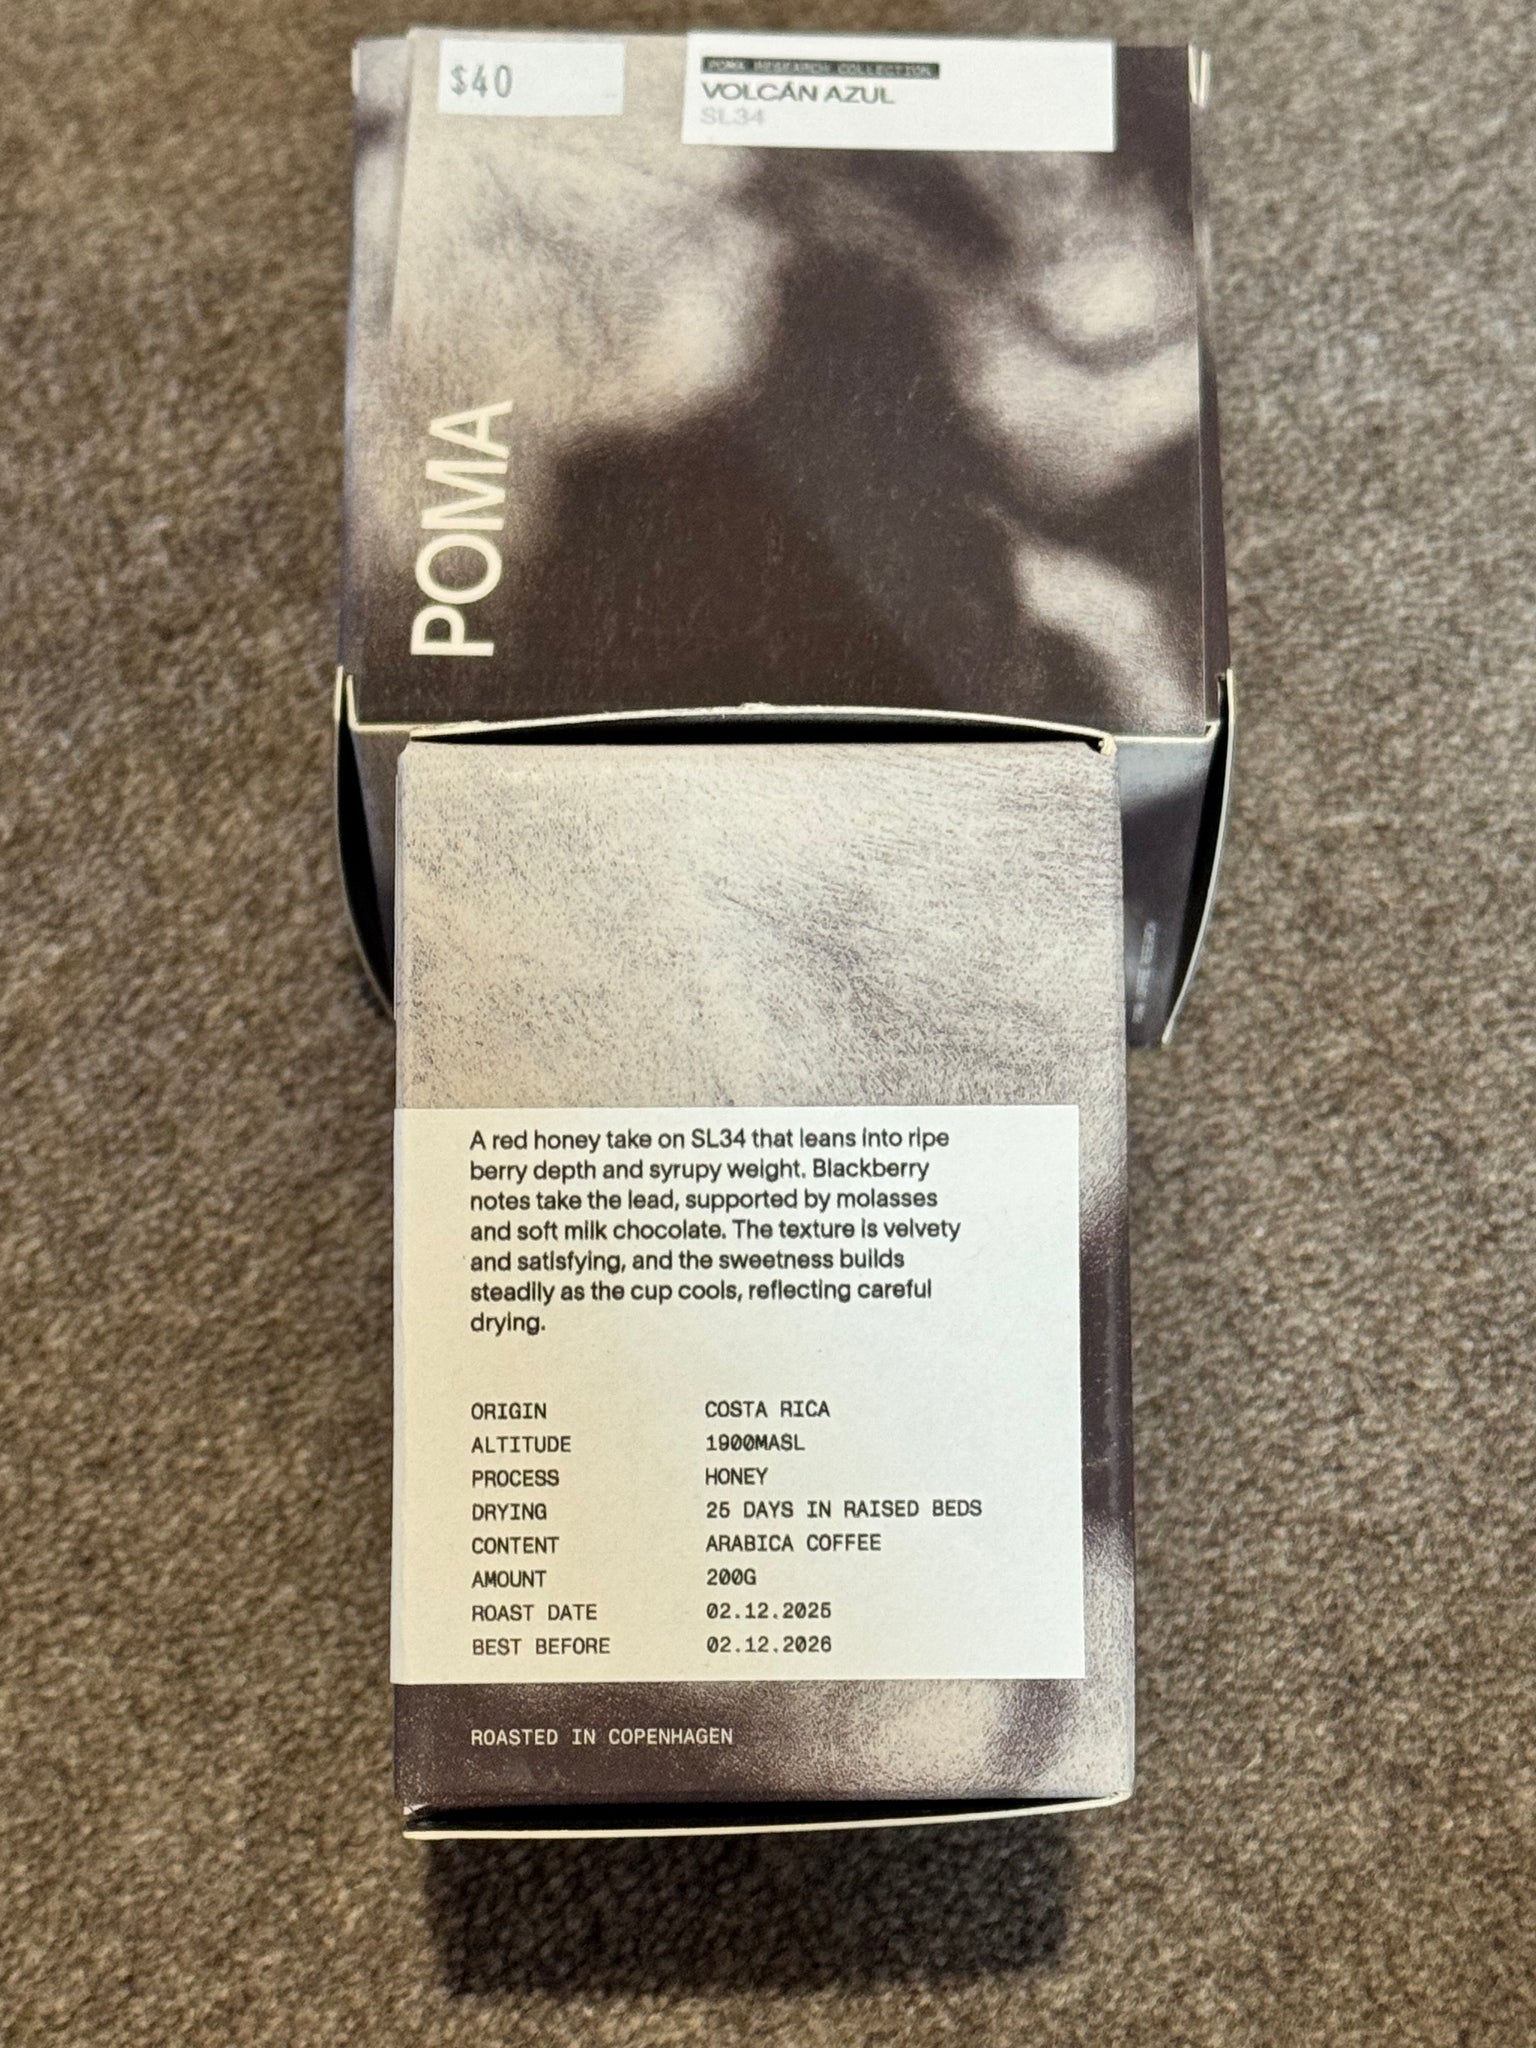 $40
POMA RESEARCH COLLECTION
VOLCÁN AZUL
SL34
POMA
A red honey take on SL34 that leans into ripe
berry depth and syrupy weight. Blackberry
notes take the lead, supported by molasses
and soft milk chocolate. The texture is velvety
and satisfying, and the sweetness builds
steadily as the cup cools, reflecting careful
drying.
ORIGIN COSTA RICA
ALTITUDE 1900MASL
PROCESS HONEY
DRYING 25 DAYS IN RAISED BEDS
CONTENT ARABICA COFFEE
AMOUNT 200G
ROAST DATE 02.12.2025
BEST BEFORE 02.12.2026
ROASTED IN COPENHAGEN